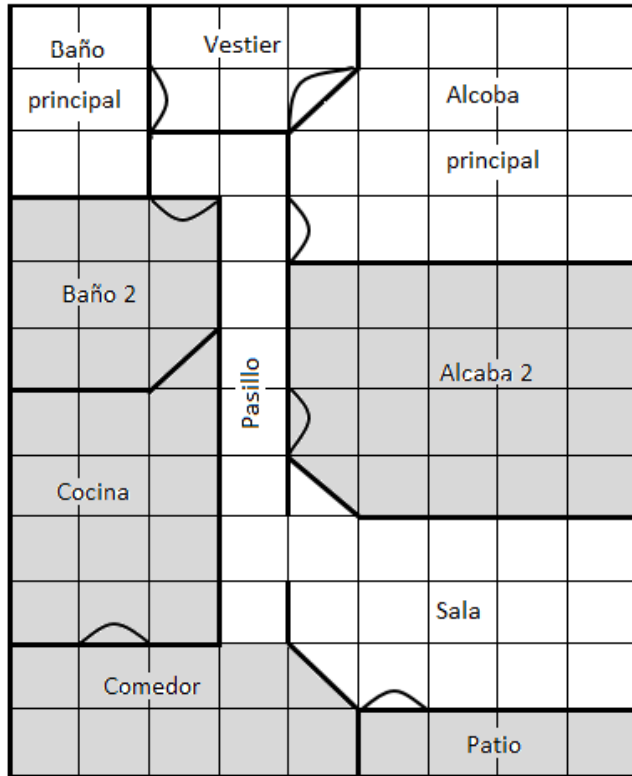 Baño
principal
Vestier
Alcoba
principal
Baño 2
Pasillo
Alcaba 2
Cocina
Sala
Comedor
Patio